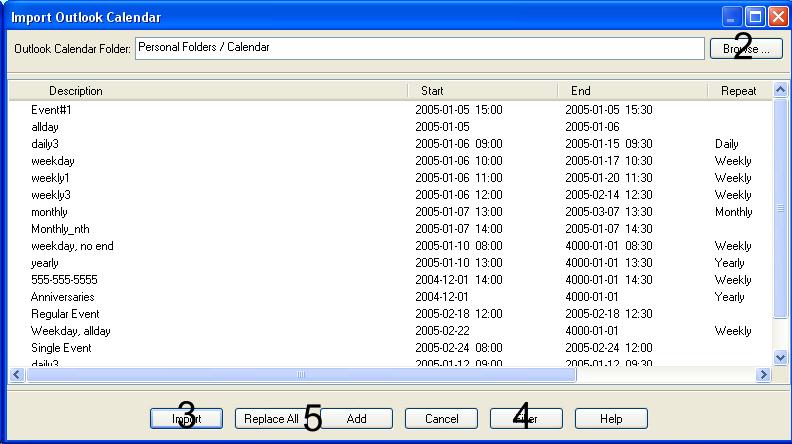 Import Outlook Calendar
Outlook Calendar Folder: Personal Folders / Calendar Browse ... 2
Description Start End Repeat
Event#1 2005-01-05 15:00 2005-01-05 15:30
allday 2005-01-05 2005-01-06
daily3 2005-01-06 09:00 2005-01-15 09:30 Daily
weekday 2005-01-06 10:00 2005-01-17 10:30 Weekly
weekly1 2005-01-06 11:00 2005-01-20 11:30 Weekly
weekly3 2005-01-06 12:00 2005-02-14 12:30 Weekly
monthly 2005-01-07 13:00 2005-03-07 13:30 Monthly
Monthly_nth 2005-01-07 14:00 2005-01-07 14:30
weekday, no end 2005-01-10 08:00 4000-01-01 08:30 Weekly
yearly 2005-01-10 13:00 4000-01-01 13:30 Yearly
555-555-5555 2004-12-01 14:00 4000-01-01 14:30 Weekly
Anniversaries 2004-12-01 4000-01-01 Yearly
Regular Event 2005-02-18 12:00 2005-02-18 12:30
Weekday, allday 2005-02-22 4000-01-01 Weekly
Single Event 2005-02-24 08:00 2005-02-24 12:00
daily3 2005-01-12 09:00 2005-01-12 09:30
Import 3 Replace All 5 Add Cancel Filter 4 Help